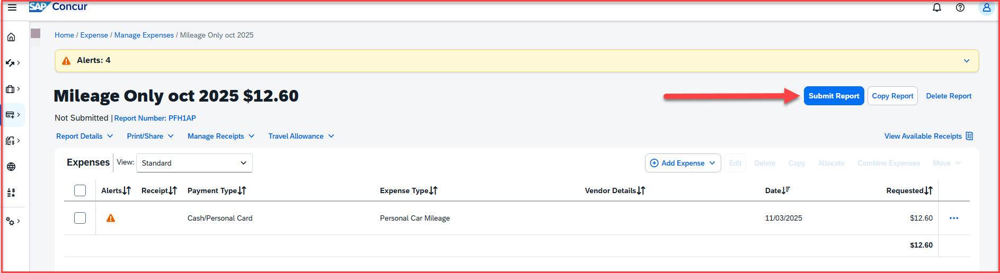 SAP Concur
Home / Expense / Manage Expenses / Mileage Only oct 2025
Alerts: 4
Mileage Only oct 2025 $12.60
Submit Report Copy Report Delete Report
Not Submitted | Report Number: PFH1AP
Report Details Print/Share Manage Receipts Travel Allowance View Available Receipts
Expenses View: Standard Add Expense Edit Delete Copy Allocate Combine Expenses Move
Alerts Receipt Payment Type Expense Type Vendor Details Date Requested
Cash/Personal Card Personal Car Mileage 11/03/2025 $12.60
$12.60